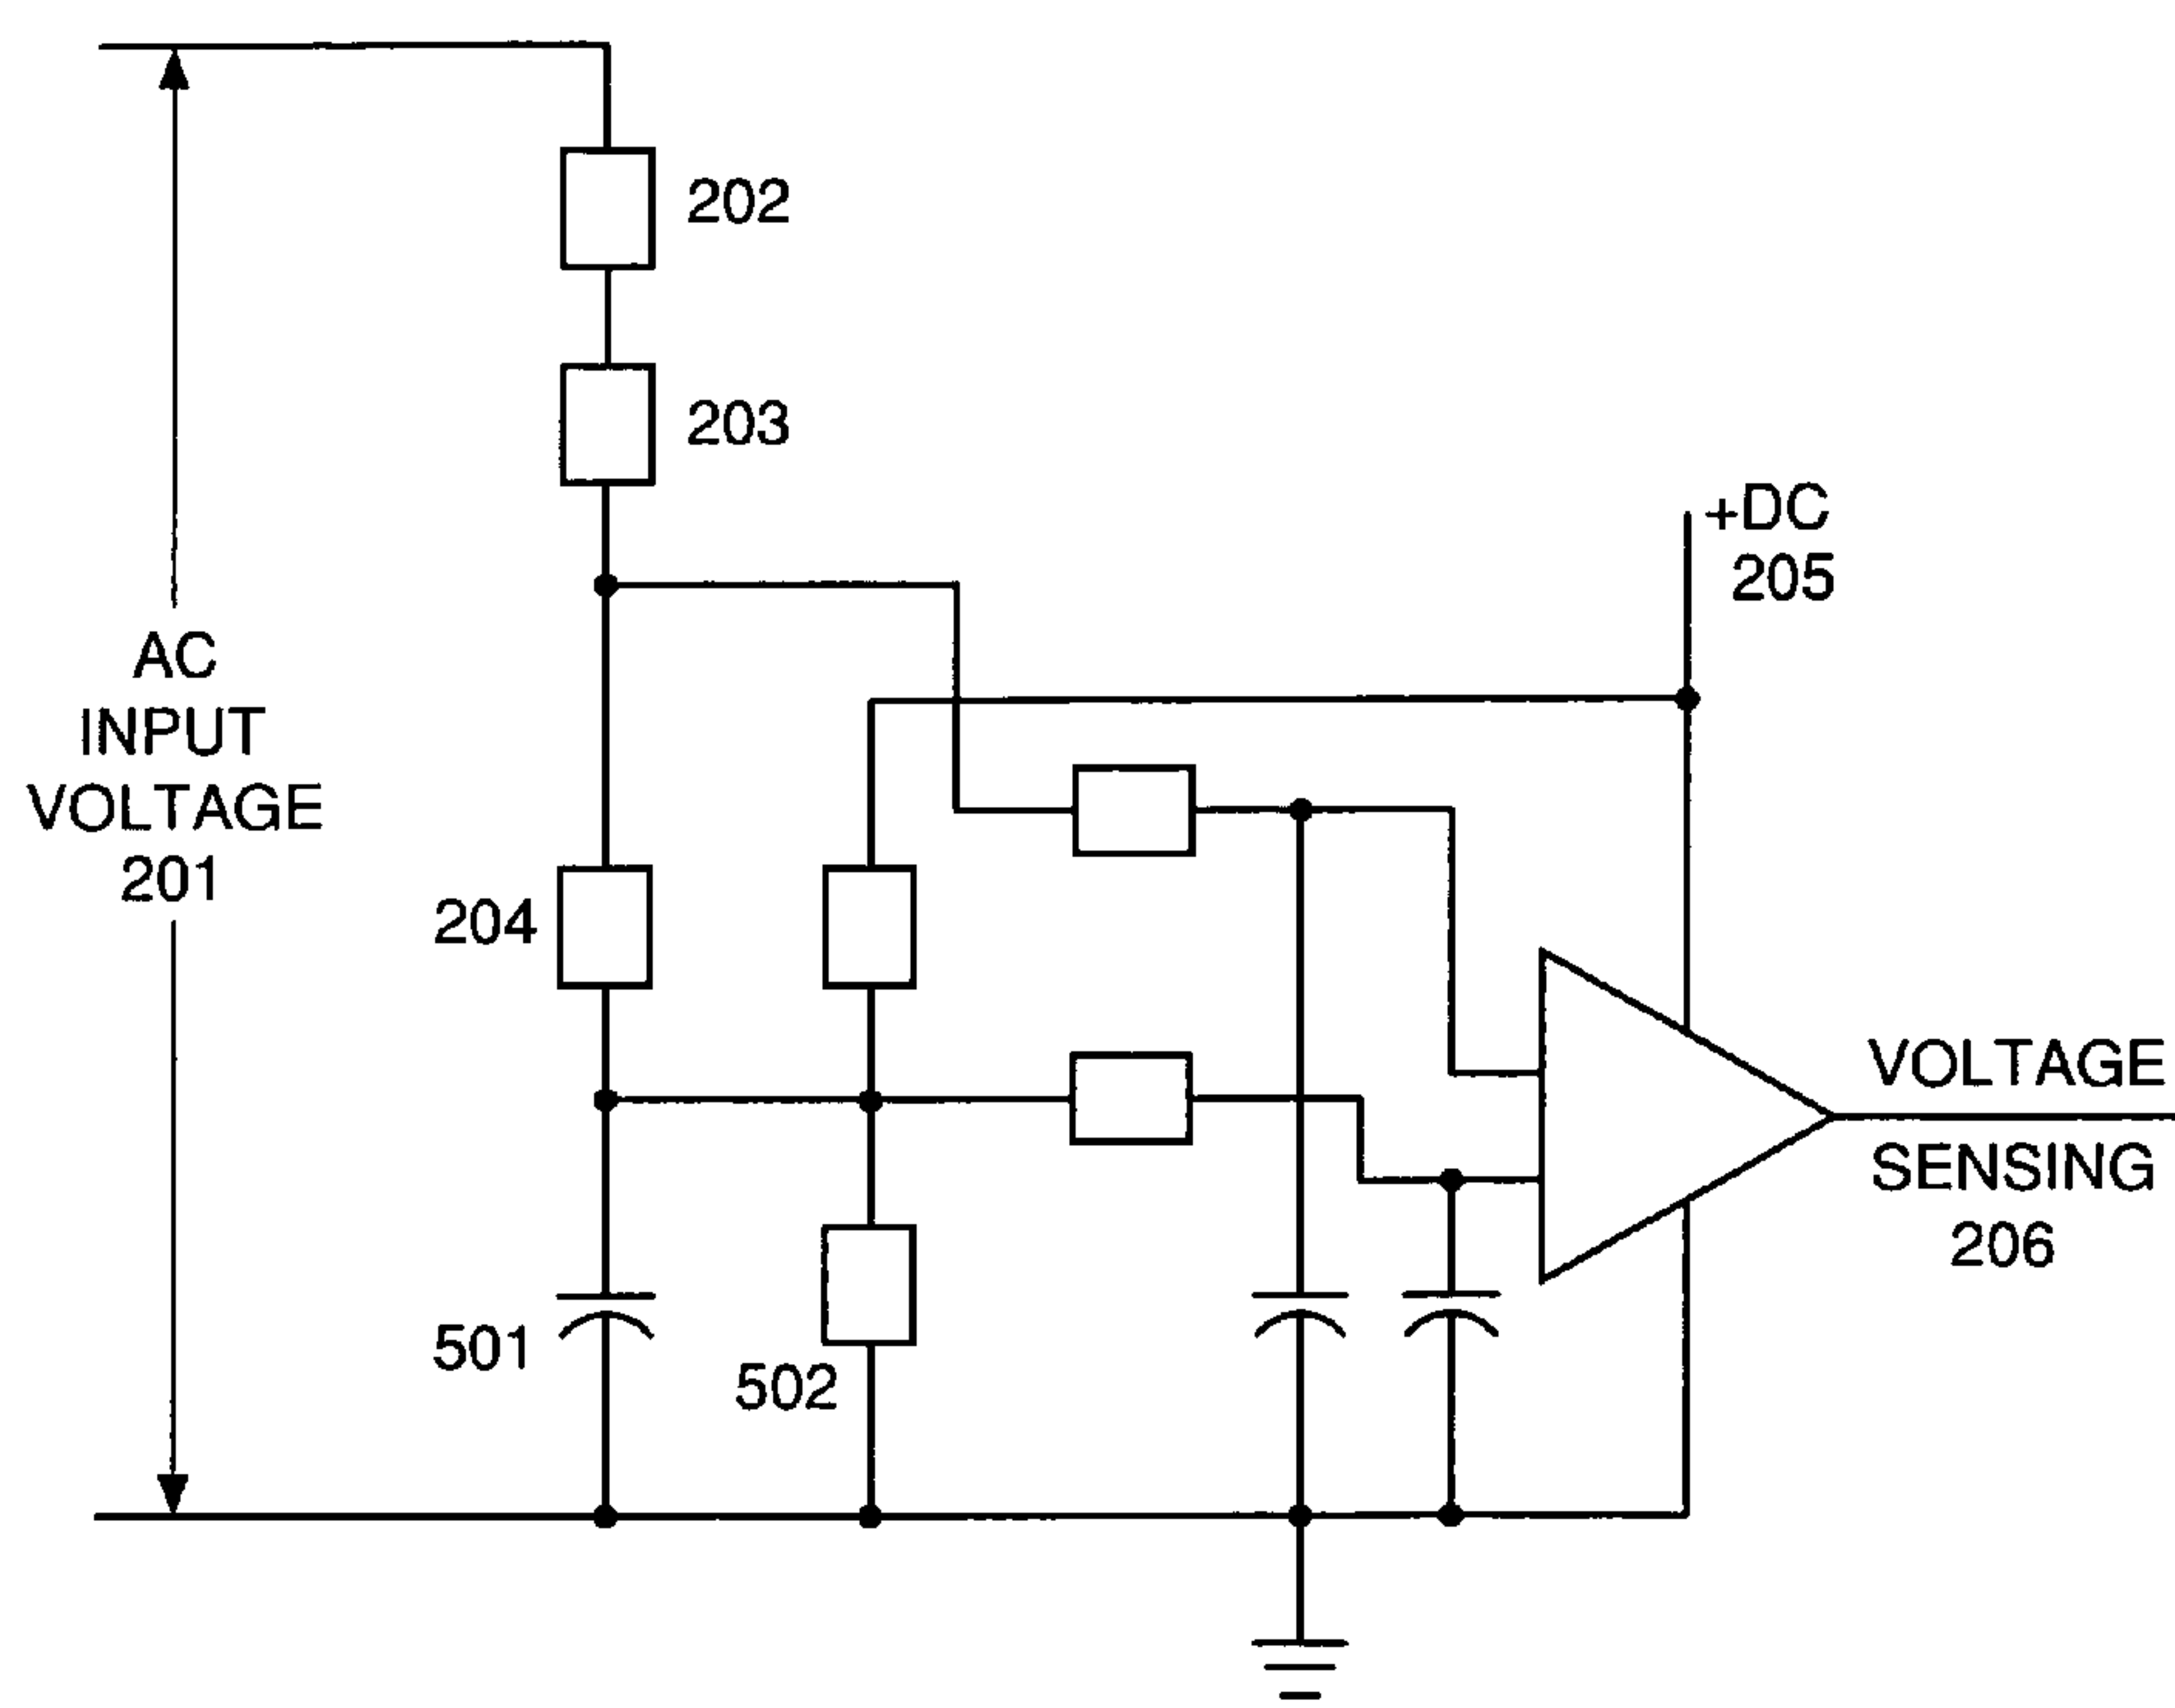 202
203
+DC
205
AC
INPUT
VOLTAGE
201
204
VOLTAGE
SENSING
206
501
502